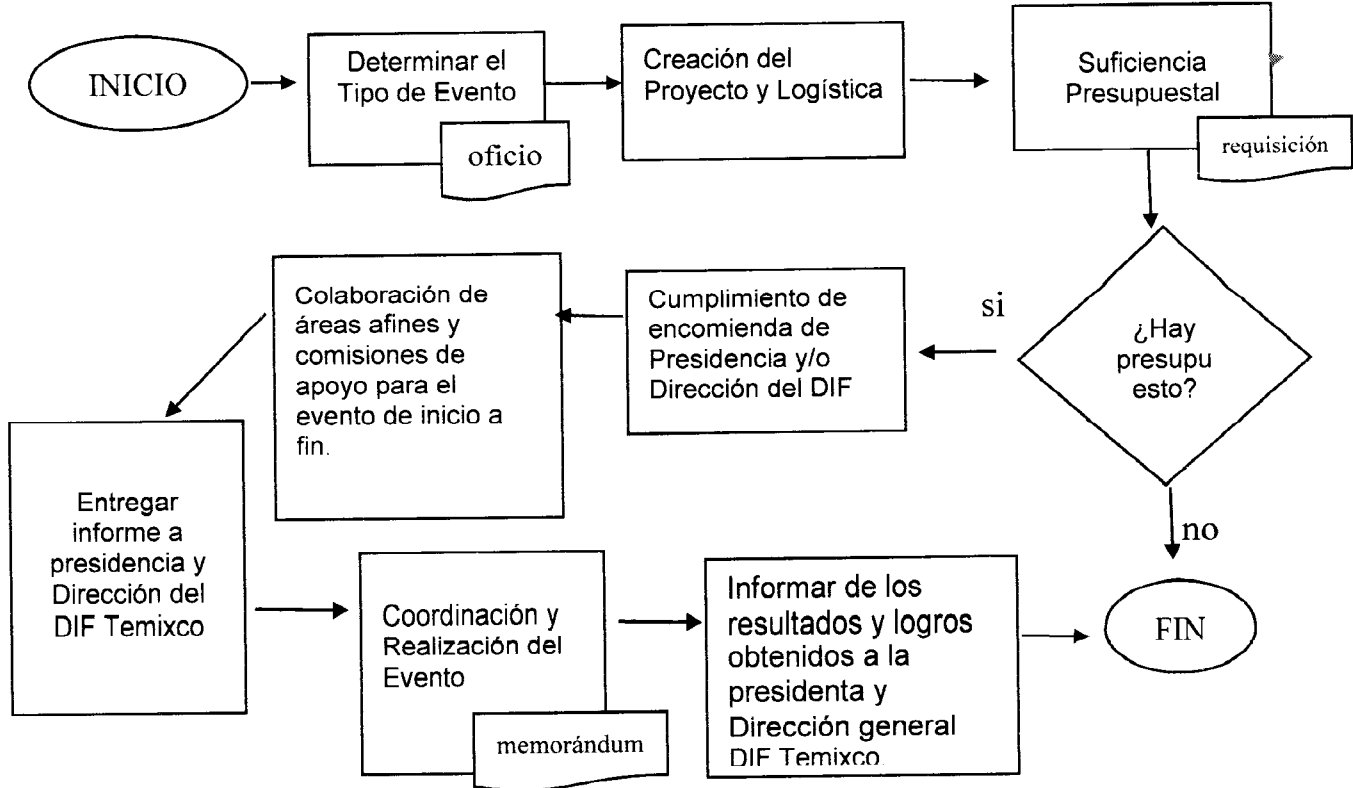 INICIO
Determinar el
Tipo de Evento
oficio
Creación del
Proyecto y Logística
Suficiencia
Presupuestal
requisición
¿Hay
presupu
esto?
si
no
Cumplimiento de
encomienda de
Presidencia y/o
Dirección del DIF
Colaboración de
áreas afines y
comisiones de
apoyo para el
evento de inicio a
fin.
Entregar
informe a
presidencia y
Dirección del
DIF Temixco
Coordinación y
Realización del
Evento
memorándum
Informar de los
resultados y logros
obtenidos a la
presidenta y
Dirección general
DIF Temixco.
FIN